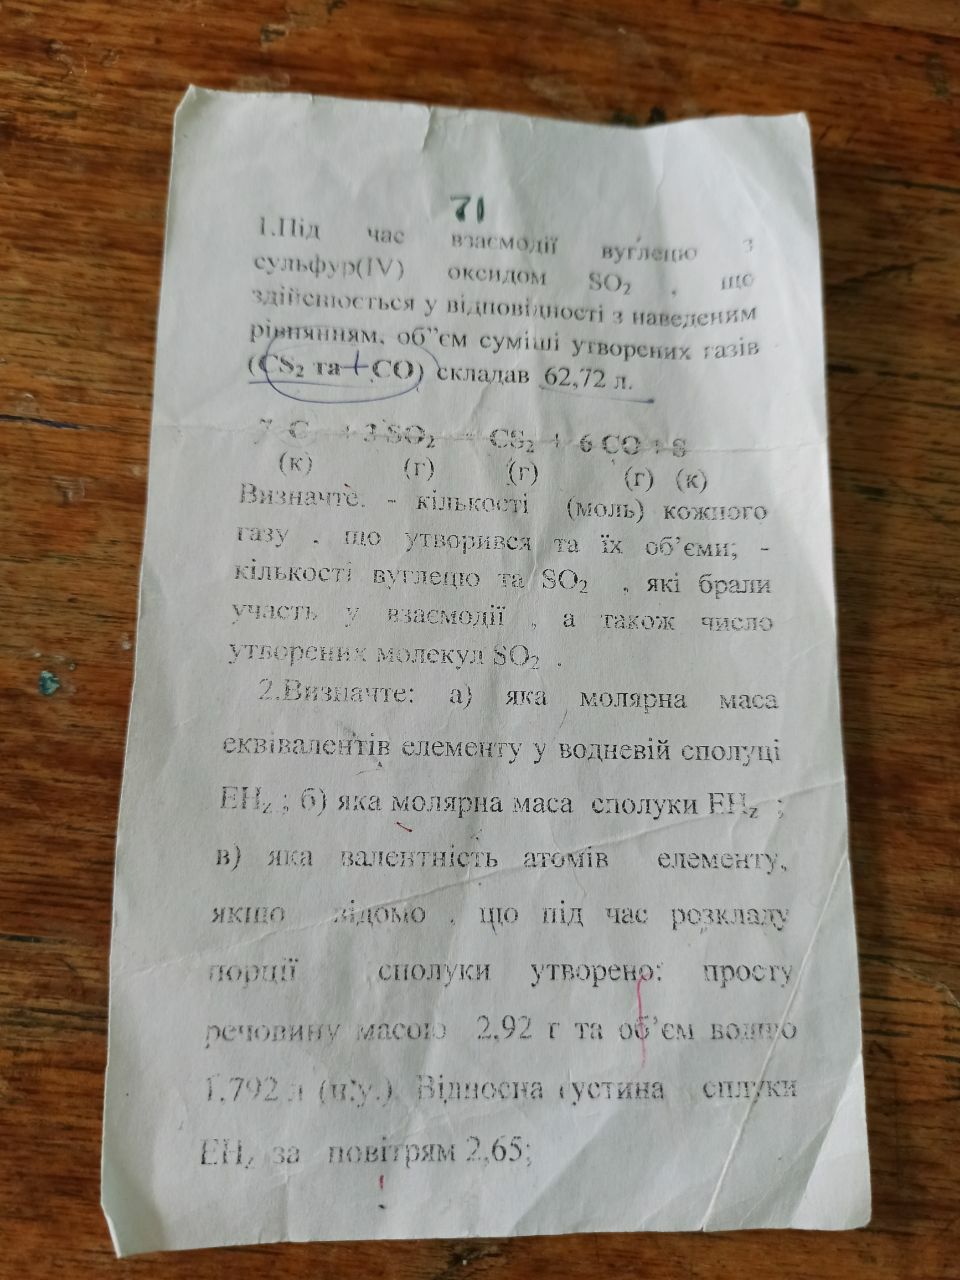 71
1.Під час взаємодії вуглецю з
сульфур(IV) оксидом SO₂ , що
здійснюється у відповідності з наведеним
рівнянням, об"єм суміші утворених газів
(CS₂ та + CO) складав 62,72 л.
7 C + 3 SO₂ = CS₂ + 6 CO + S
(к) (г) (г) (г) (к)
Визначте: - кількості (моль) кожного
газу , що утворився та їх об'єми; -
кількості вуглецю та SO₂ , які брали
участь у взаємодії , а також число
утворених молекул SO₂ .
2.Визначте: а) яка молярна маса
еквівалентів елементу у водневій сполуці
EH_z ; б) яка молярна маса сполуки EH_z ;
в) яка валентність атомів елементу,
якщо відомо , що під час розкладу
порції сполуки утворено: просту
речовину масою 2,92 г та об'єм водню
1,792 л (н.у.). Відносна густина сплуки
EH_z за повітрям 2,65;